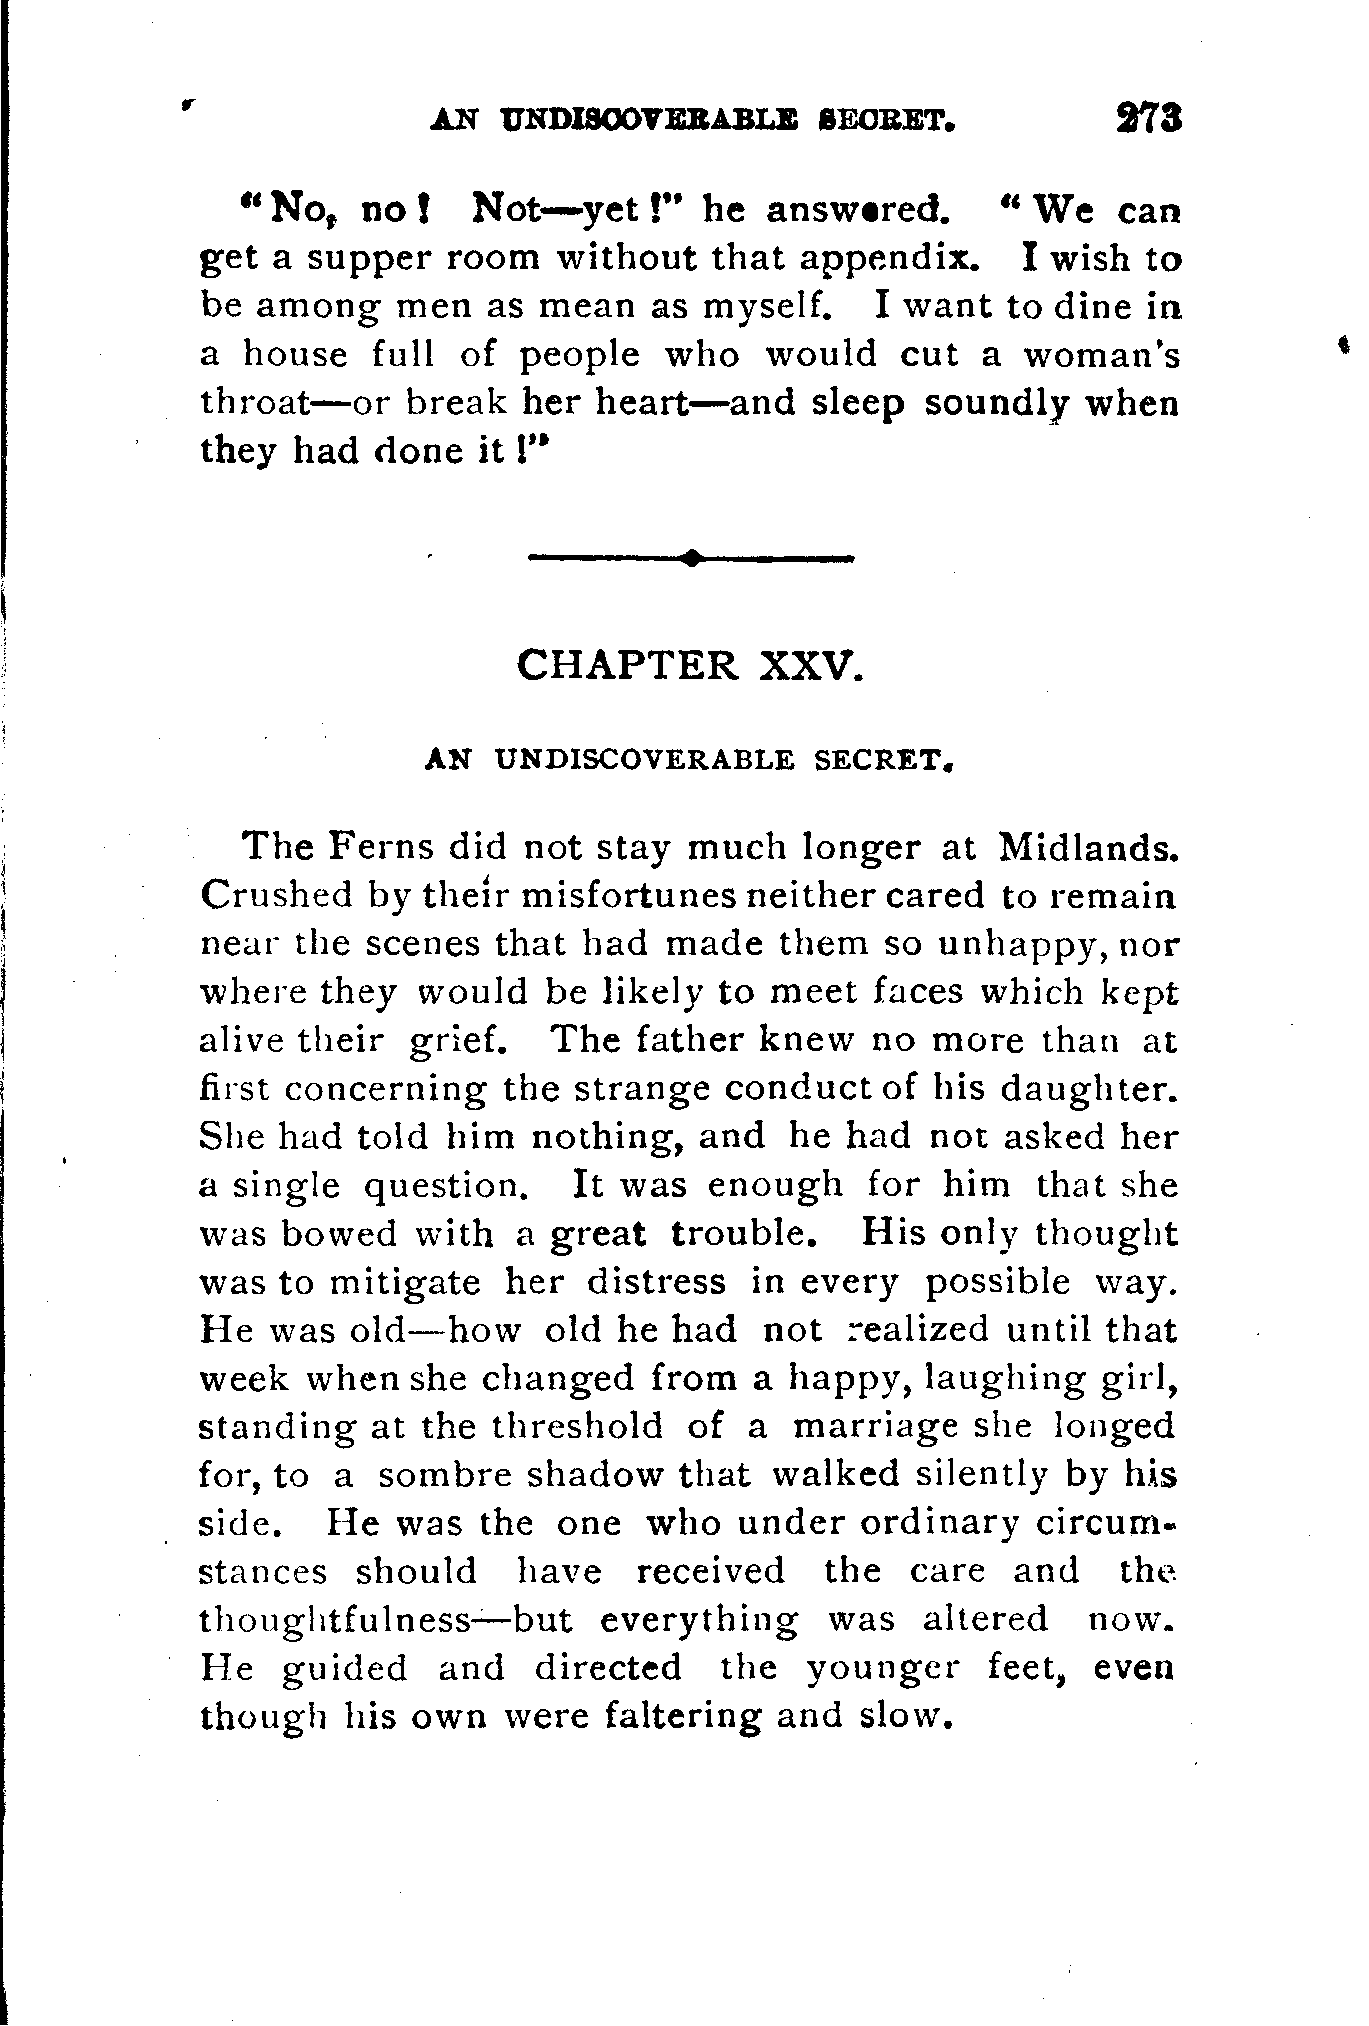 AN UNDISCOVERABLE SECRET. 273
"No, no! Not—yet!" he answered. "We can
get a supper room without that appendix. I wish to
be among men as mean as myself. I want to dine in
a house full of people who would cut a woman's
throat—or break her heart—and sleep soundly when
they had done it!"
CHAPTER XXV.
AN UNDISCOVERABLE SECRET.
The Ferns did not stay much longer at Midlands.
Crushed by their misfortunes neither cared to remain
near the scenes that had made them so unhappy, nor
where they would be likely to meet faces which kept
alive their grief. The father knew no more than at
first concerning the strange conduct of his daughter.
She had told him nothing, and he had not asked her
a single question. It was enough for him that she
was bowed with a great trouble. His only thought
was to mitigate her distress in every possible way.
He was old—how old he had not realized until that
week when she changed from a happy, laughing girl,
standing at the threshold of a marriage she longed
for, to a sombre shadow that walked silently by his
side. He was the one who under ordinary circum-
stances should have received the care and the
thoughtfulness—but everything was altered now.
He guided and directed the younger feet, even
though his own were faltering and slow.